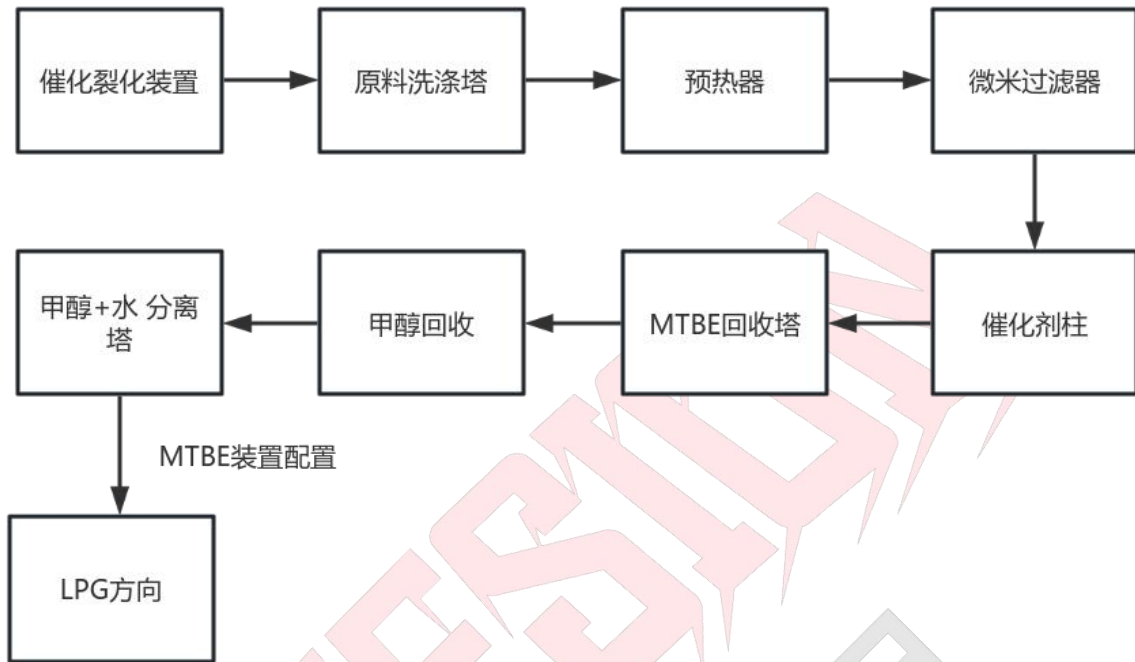 催化裂化装置
原料洗涤塔
预热器
微米过滤器
甲醇+水 分离
塔
甲醇回收
MTBE回收塔
催化剂柱
MTBE装置配置
LPG方向